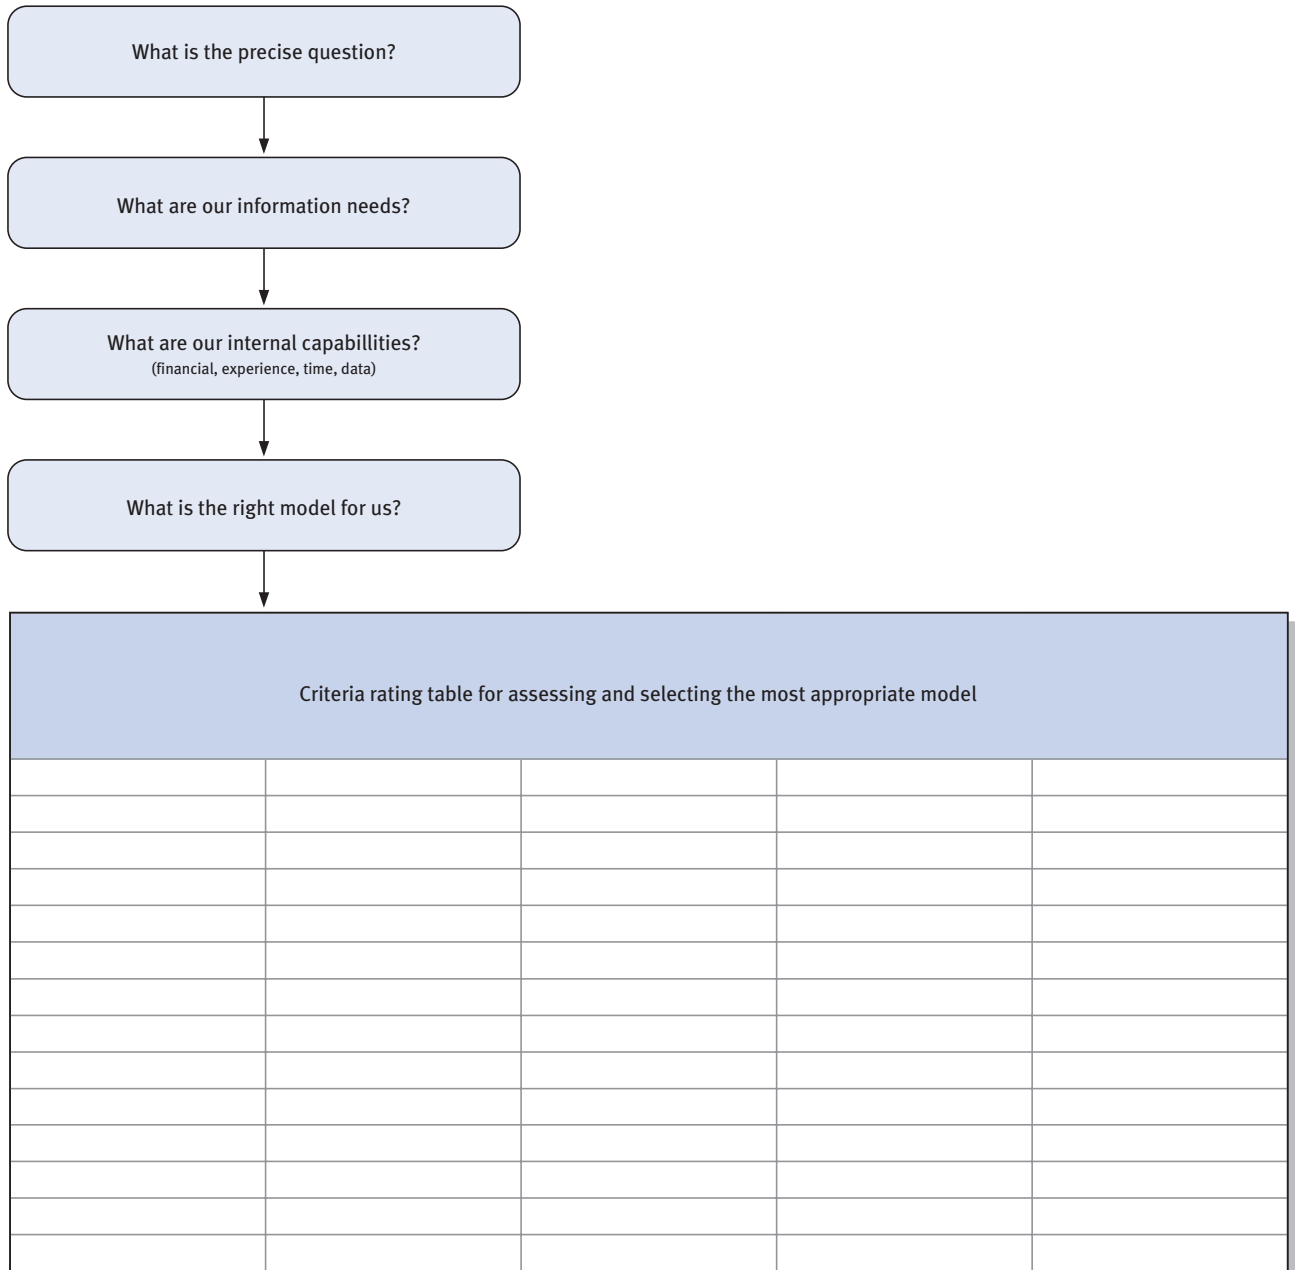 What is the precise question?
What are our information needs?
What are our internal capabillities?
(financial, experience, time, data)
What is the right model for us?
Criteria rating table for assessing and selecting the most appropriate model